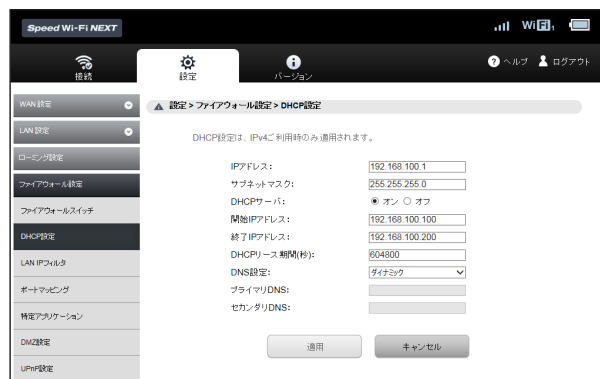 Speed Wi-Fi NEXT
WiFi 1
接続
設定
バージョン
? ヘルプ
ログアウト
WAN設定
LAN設定
ローミング設定
ファイアウォール設定
ファイアウォールスイッチ
DHCP設定
LAN IPフィルタ
ポートマッピング
特定アプリケーション
DMZ設定
UPnP設定
設定 > ファイアウォール設定 > DHCP設定
DHCP設定は、IPv4ご利用時のみ適用されます。
IPアドレス: 192.168.100.1
サブネットマスク: 255.255.255.0
DHCPサーバ: オン オフ
開始IPアドレス: 192.168.100.100
終了IPアドレス: 192.168.100.200
DHCPリース期間(秒): 604800
DNS設定: ダイナミック
プライマリDNS:
セカンダリDNS:
適用 キャンセル